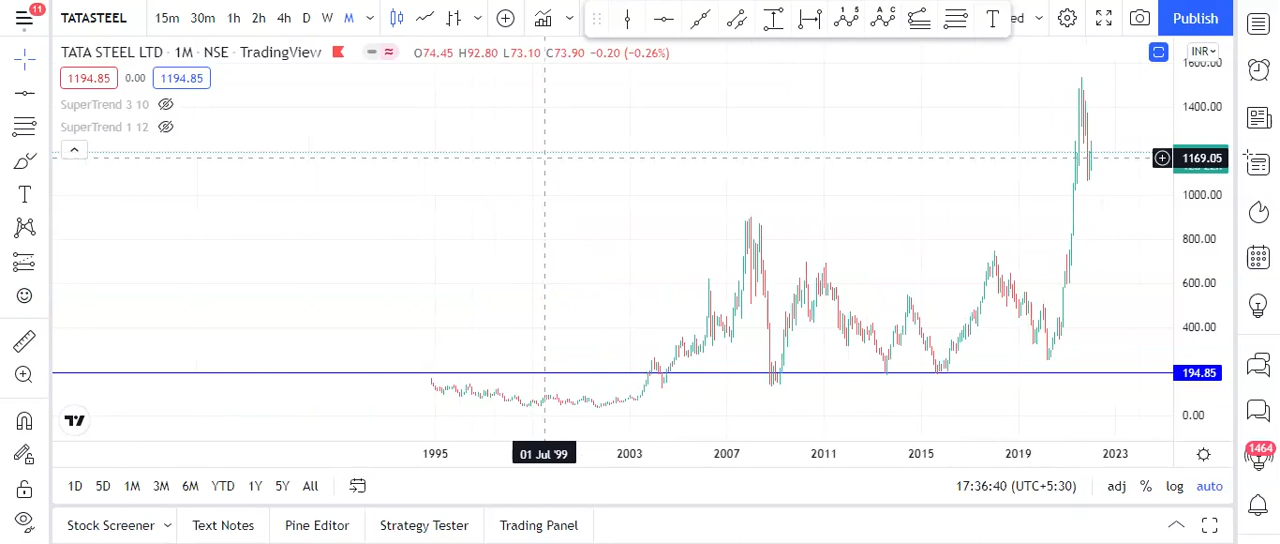 11
TATASTEEL
15m 30m 1h 2h 4h D W M
ed
Publish
TATA STEEL LTD · 1M · NSE · TradingView
O74.45 H92.80 L73.10 C73.90 −0.20 (−0.26%)
INR
1194.85 0.00 1194.85
SuperTrend 3 10
SuperTrend 1 12
1600.00
1400.00
1169.05
1000.00
800.00
600.00
400.00
194.85
0.00
1995
01 Jul '99
2003
2007
2011
2015
2019
2023
1464
1D 5D 1M 3M 6M YTD 1Y 5Y All
17:36:40 (UTC+5:30)
adj % log auto
Stock Screener
Text Notes
Pine Editor
Strategy Tester
Trading Panel